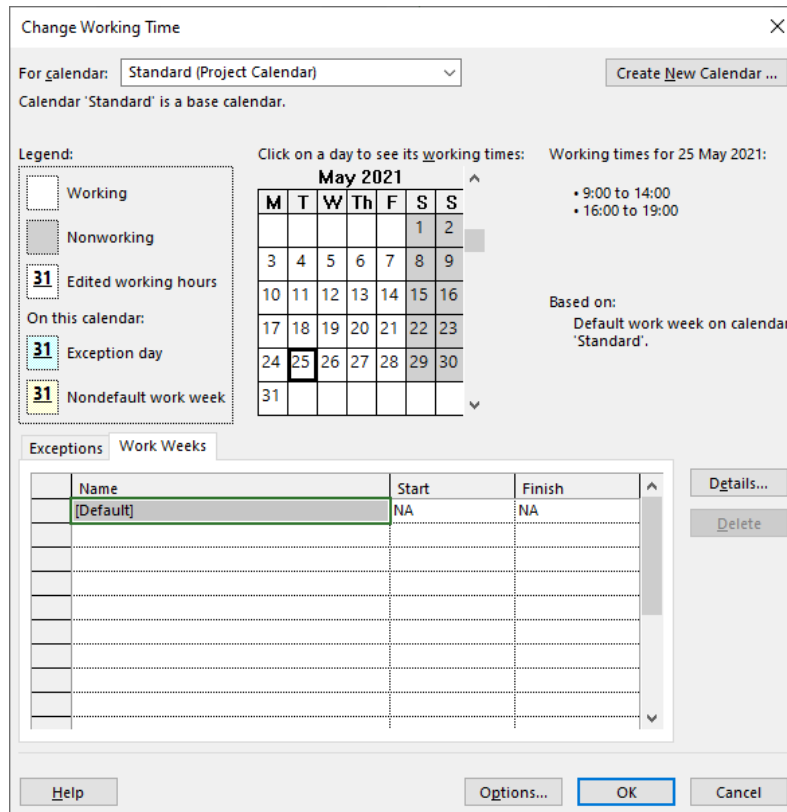 Change Working Time
For calendar: Standard (Project Calendar)
Create New Calendar ...
Calendar 'Standard' is a base calendar.
Legend:
Working
Nonworking
31 Edited working hours
On this calendar:
31 Exception day
31 Nondefault work week
Click on a day to see its working times:
May 2021
M T W Th F S S
1 2
3 4 5 6 7 8 9
10 11 12 13 14 15 16
17 18 19 20 21 22 23
24 25 26 27 28 29 30
31
Working times for 25 May 2021:
• 9:00 to 14:00
• 16:00 to 19:00
Based on:
Default work week on calendar
'Standard'.
Exceptions Work Weeks
Name Start Finish
[Default] NA NA
Details...
Delete
Help Options... OK Cancel